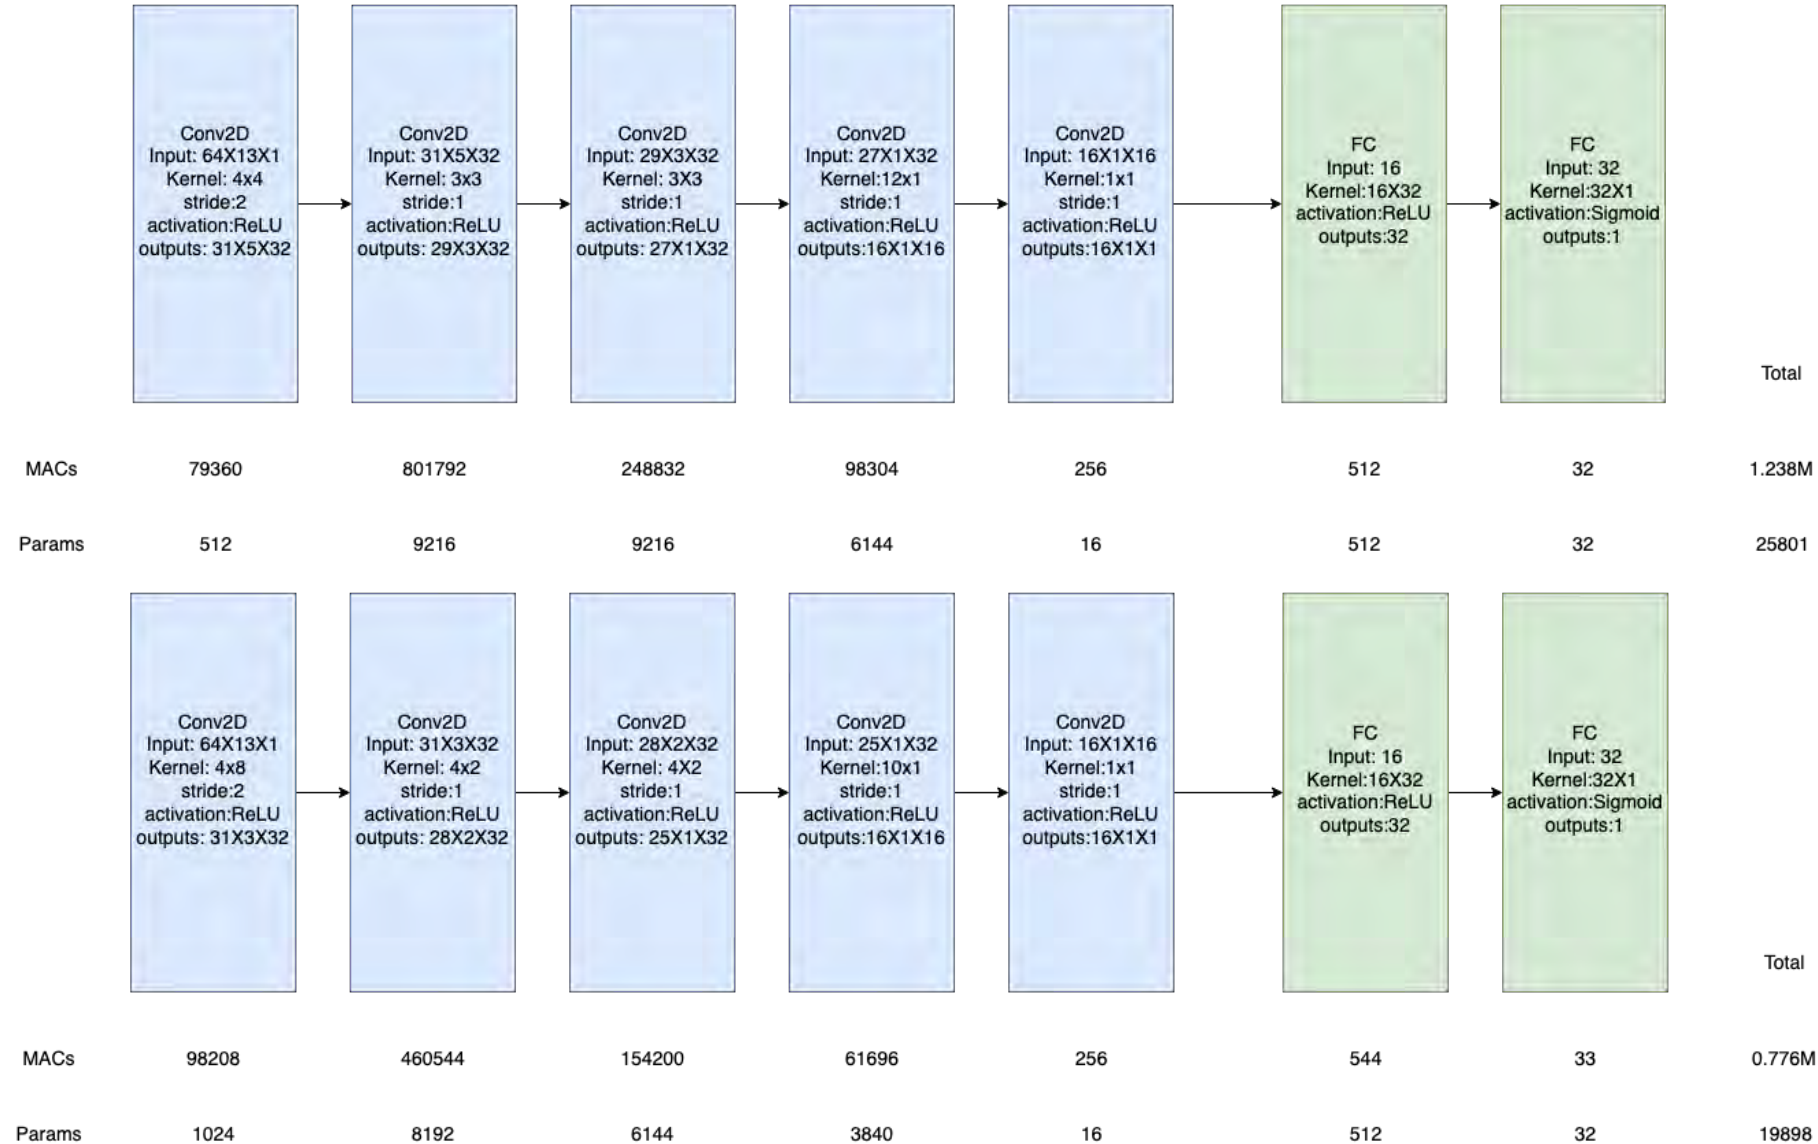 Conv2D
Input: 64X13X1
Kernel: 4x4
stride:2
activation:ReLU
outputs: 31X5X32
Conv2D
Input: 31X5X32
Kernel: 3x3
stride:1
activation:ReLU
outputs: 29X3X32
Conv2D
Input: 29X3X32
Kernel: 3X3
stride:1
activation:ReLU
outputs: 27X1X32
Conv2D
Input: 27X1X32
Kernel:12x1
stride:1
activation:ReLU
outputs:16X1X16
Conv2D
Input: 16X1X16
Kernel:1x1
stride:1
activation:ReLU
outputs:16X1X1
FC
Input: 16
Kernel:16X32
activation:ReLU
outputs:32
FC
Input: 32
Kernel:32X1
activation:Sigmoid
outputs:1
Total
MACs 79360 801792 248832 98304 256 512 32 1.238M
Params 512 9216 9216 6144 16 512 32 25801
Conv2D
Input: 64X13X1
Kernel: 4x8
stride:2
activation:ReLU
outputs: 31X3X32
Conv2D
Input: 31X3X32
Kernel: 4x2
stride:1
activation:ReLU
outputs: 28X2X32
Conv2D
Input: 28X2X32
Kernel: 4X2
stride:1
activation:ReLU
outputs: 25X1X32
Conv2D
Input: 25X1X32
Kernel:10x1
stride:1
activation:ReLU
outputs:16X1X16
Conv2D
Input: 16X1X16
Kernel:1x1
stride:1
activation:ReLU
outputs:16X1X1
FC
Input: 16
Kernel:16X32
activation:ReLU
outputs:32
FC
Input: 32
Kernel:32X1
activation:Sigmoid
outputs:1
Total
MACs 98208 460544 154200 61696 256 544 33 0.776M
Params 1024 8192 6144 3840 16 512 32 19898